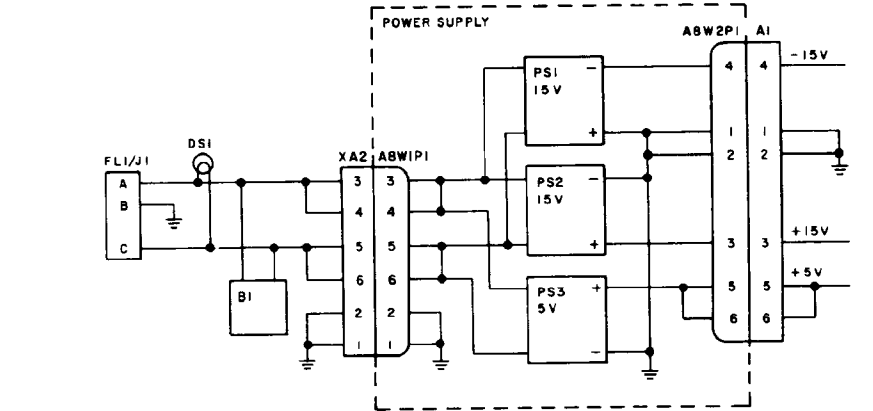 POWER SUPPLY
A8W2P1 A1
PS1 -
15V
+
4 4 -15V
1 1
2 2
DS1
FL1/J1
XA2 A8W1P1
A
B
C
3 3
4 4
5 5
6 6
2 2
1 1
B1
PS2 -
15V
+
3 3 +15V
PS3 +
5V
-
5 5 +5V
6 6